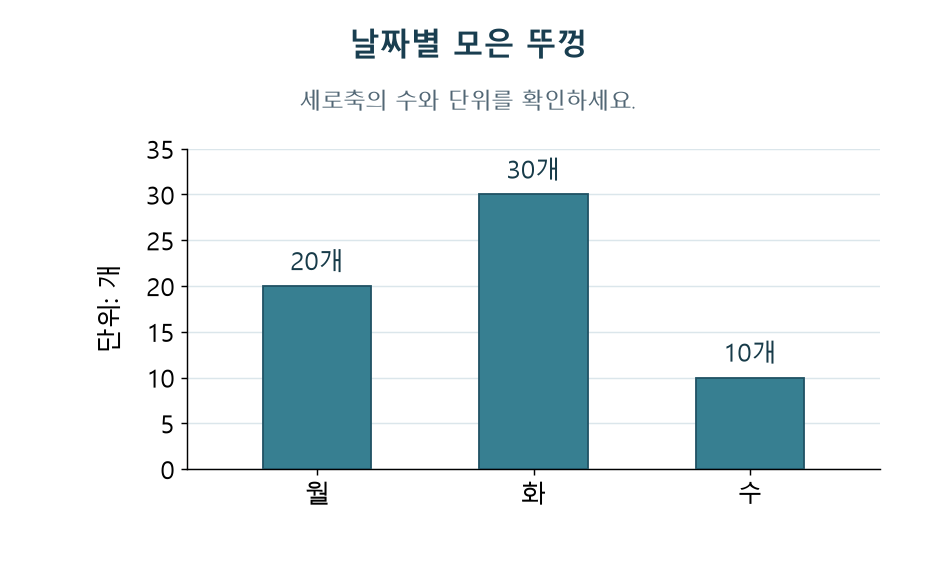 날짜별 모은 뚜껑
세로축의 수와 단위를 확인하세요.
단위: 개
35
30
25
20
15
10
5
0
20개
30개
10개
월
화
수